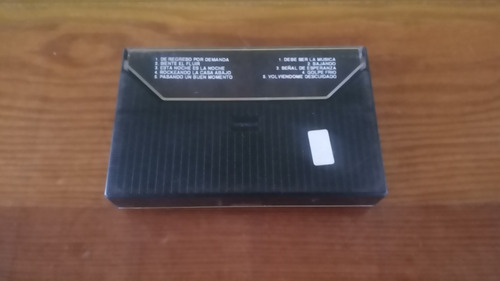 1. DE REGRESO POR DEMANDA
2. SIENTE EL FLUIR
3. ESTA NOCHE ES LA NOCHE
4. ROCKEANDO LA CASA ABAJO
5. PASANDO UN BUEN MOMENTO
1. DEBE SER LA MUSICA
2. BAJANDO
3. SEÑAL DE ESPERANZA
4. GOLPE FRIO
5. VOLVIENDOME DESCUIDADO